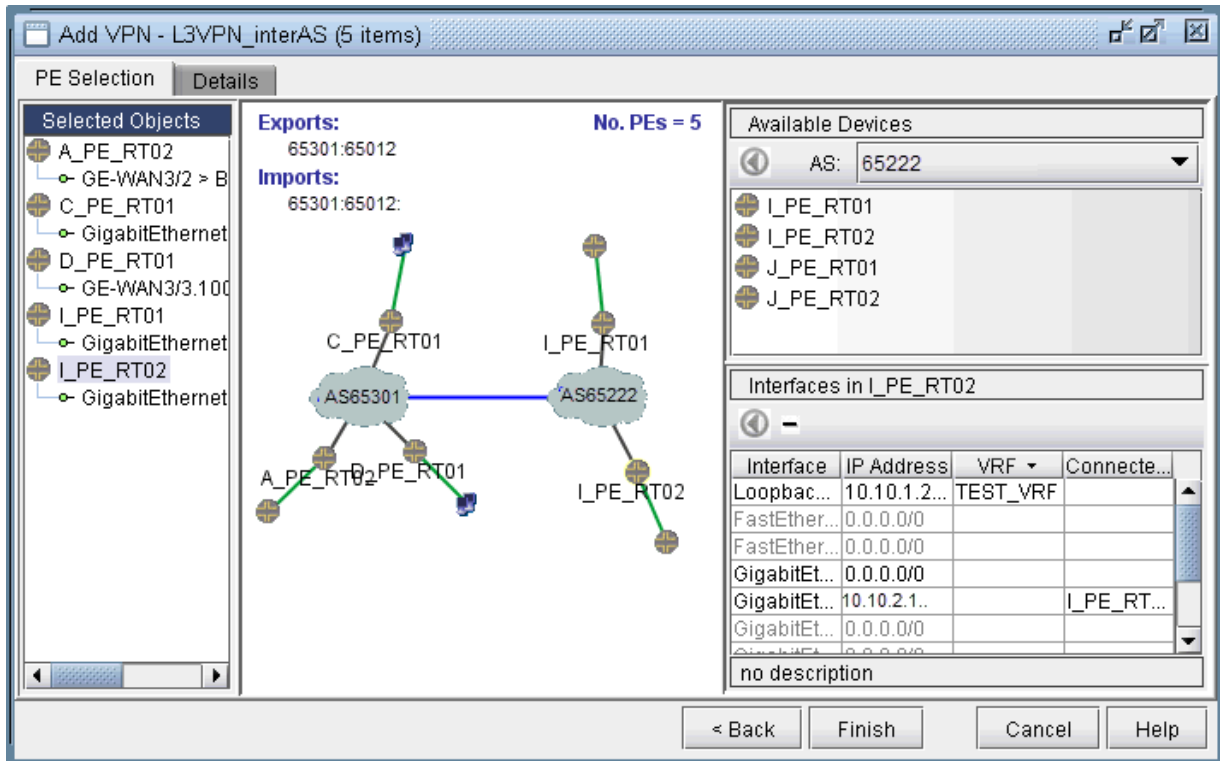 Add VPN - L3VPN_interAS (5 items)
PE Selection
Details
Selected Objects
A_PE_RT02
GE-WAN3/2 > B
C_PE_RT01
GigabitEthernet
D_PE_RT01
GE-WAN3/3.100
I_PE_RT01
GigabitEthernet
I_PE_RT02
GigabitEthernet
Exports:
No. PEs = 5
65301:65012
Imports:
65301:65012:
C_PE_RT01
I_PE_RT01
AS65301
AS65222
A_PE_RT02
D_PE_RT01
I_PE_RT02
Available Devices
AS: 65222
I_PE_RT01
I_PE_RT02
J_PE_RT01
J_PE_RT02
Interfaces in I_PE_RT02
Interface IP Address VRF Connecte...
Loopbac... 10.10.1.2... TEST_VRF
FastEther... 0.0.0.0/0
FastEther... 0.0.0.0/0
GigabitEt... 0.0.0.0/0
GigabitEt... 10.10.2.1.. I_PE_RT...
GigabitEt... 0.0.0.0/0
no description
< Back
Finish
Cancel
Help